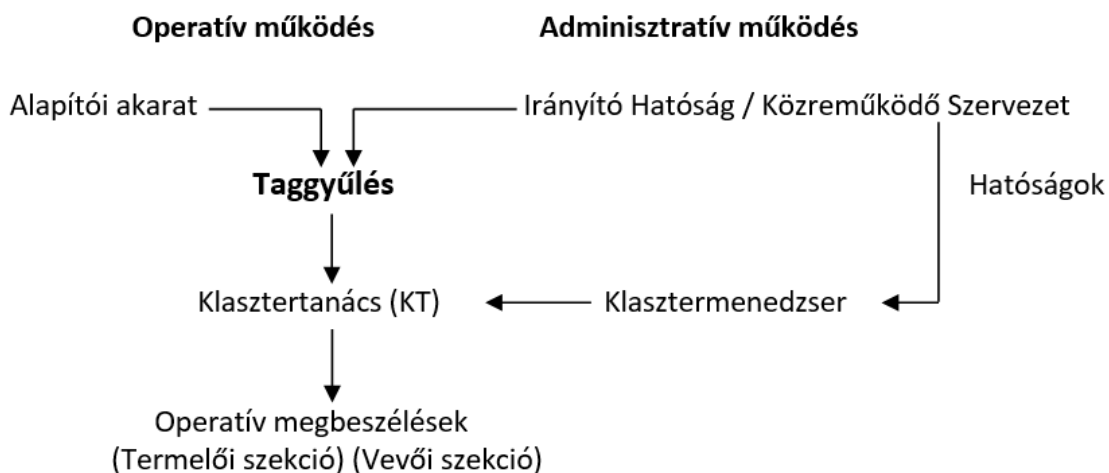 Operatív működés
Adminisztratív működés
Alapítói akarat
Irányító Hatóság / Közreműködő Szervezet
Taggyűlés
Hatóságok
Klasztertanács (KT)
Klasztermenedzser
Operatív megbeszélések
(Termelői szekció) (Vevői szekció)